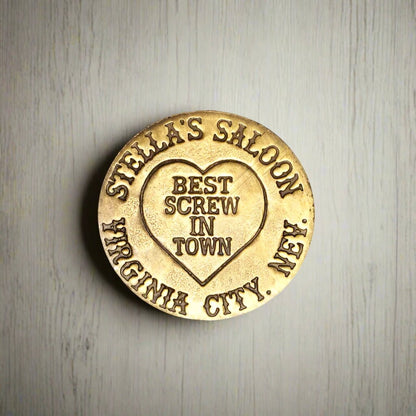 STELLA'S SALOON
BEST
SCREW
IN
TOWN
VIRGINIA CITY. NEV.